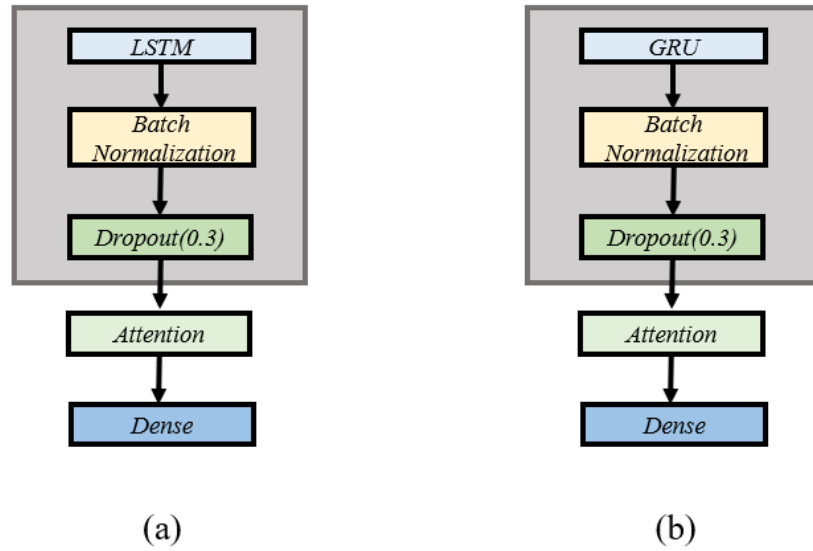 LSTM
Batch
Normalization
Dropout(0.3)
Attention
Dense
(a)
GRU
Batch
Normalization
Dropout(0.3)
Attention
Dense
(b)